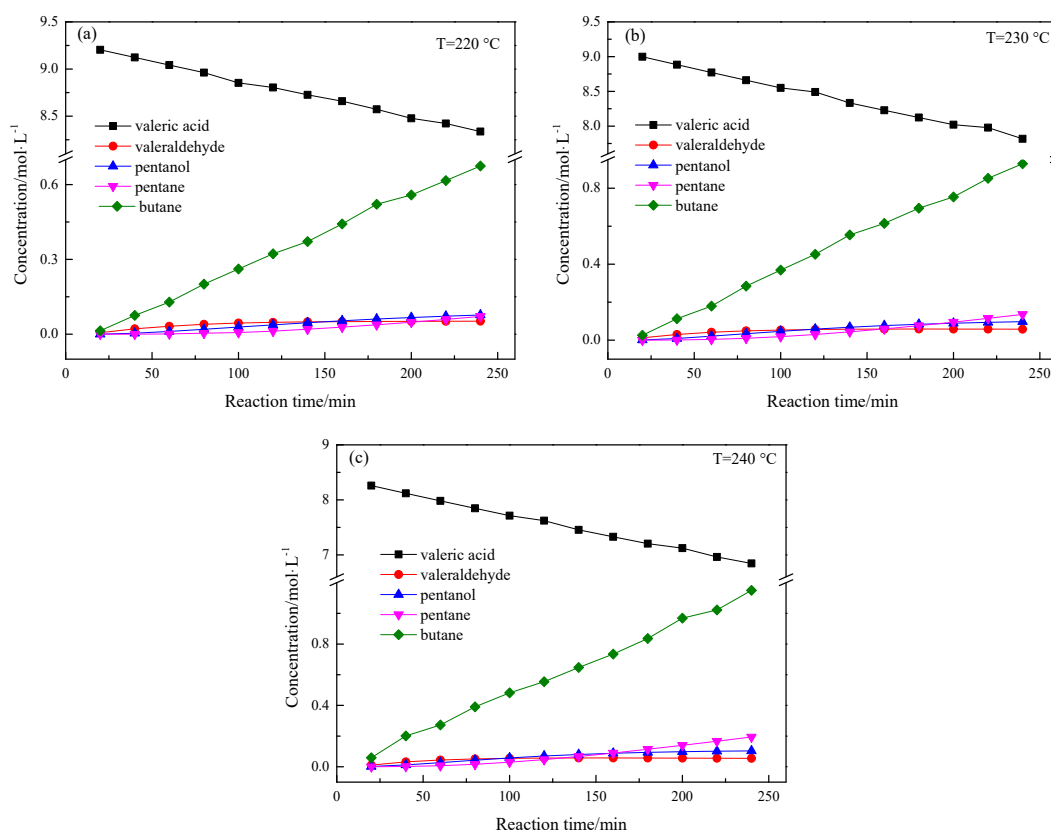 (a)
T=220 °C
9.5
9.0
8.5
0.6
0.3
0.0
Concentration/mol·L⁻¹
valeric acid
valeraldehyde
pentanol
pentane
butane
0 50 100 150 200 250
Reaction time/min
(b)
T=230 °C
9.5
9.0
8.5
8.0
0.8
0.4
0.0
Concentration/mol·L⁻¹
valeric acid
valeraldehyde
pentanol
pentane
butane
0 50 100 150 200 250
Reaction time/min
(c)
T=240 °C
9
8
7
0.8
0.4
0.0
Concentration/mol·L⁻¹
valeric acid
valeraldehyde
pentanol
pentane
butane
0 50 100 150 200 250
Reaction time/min